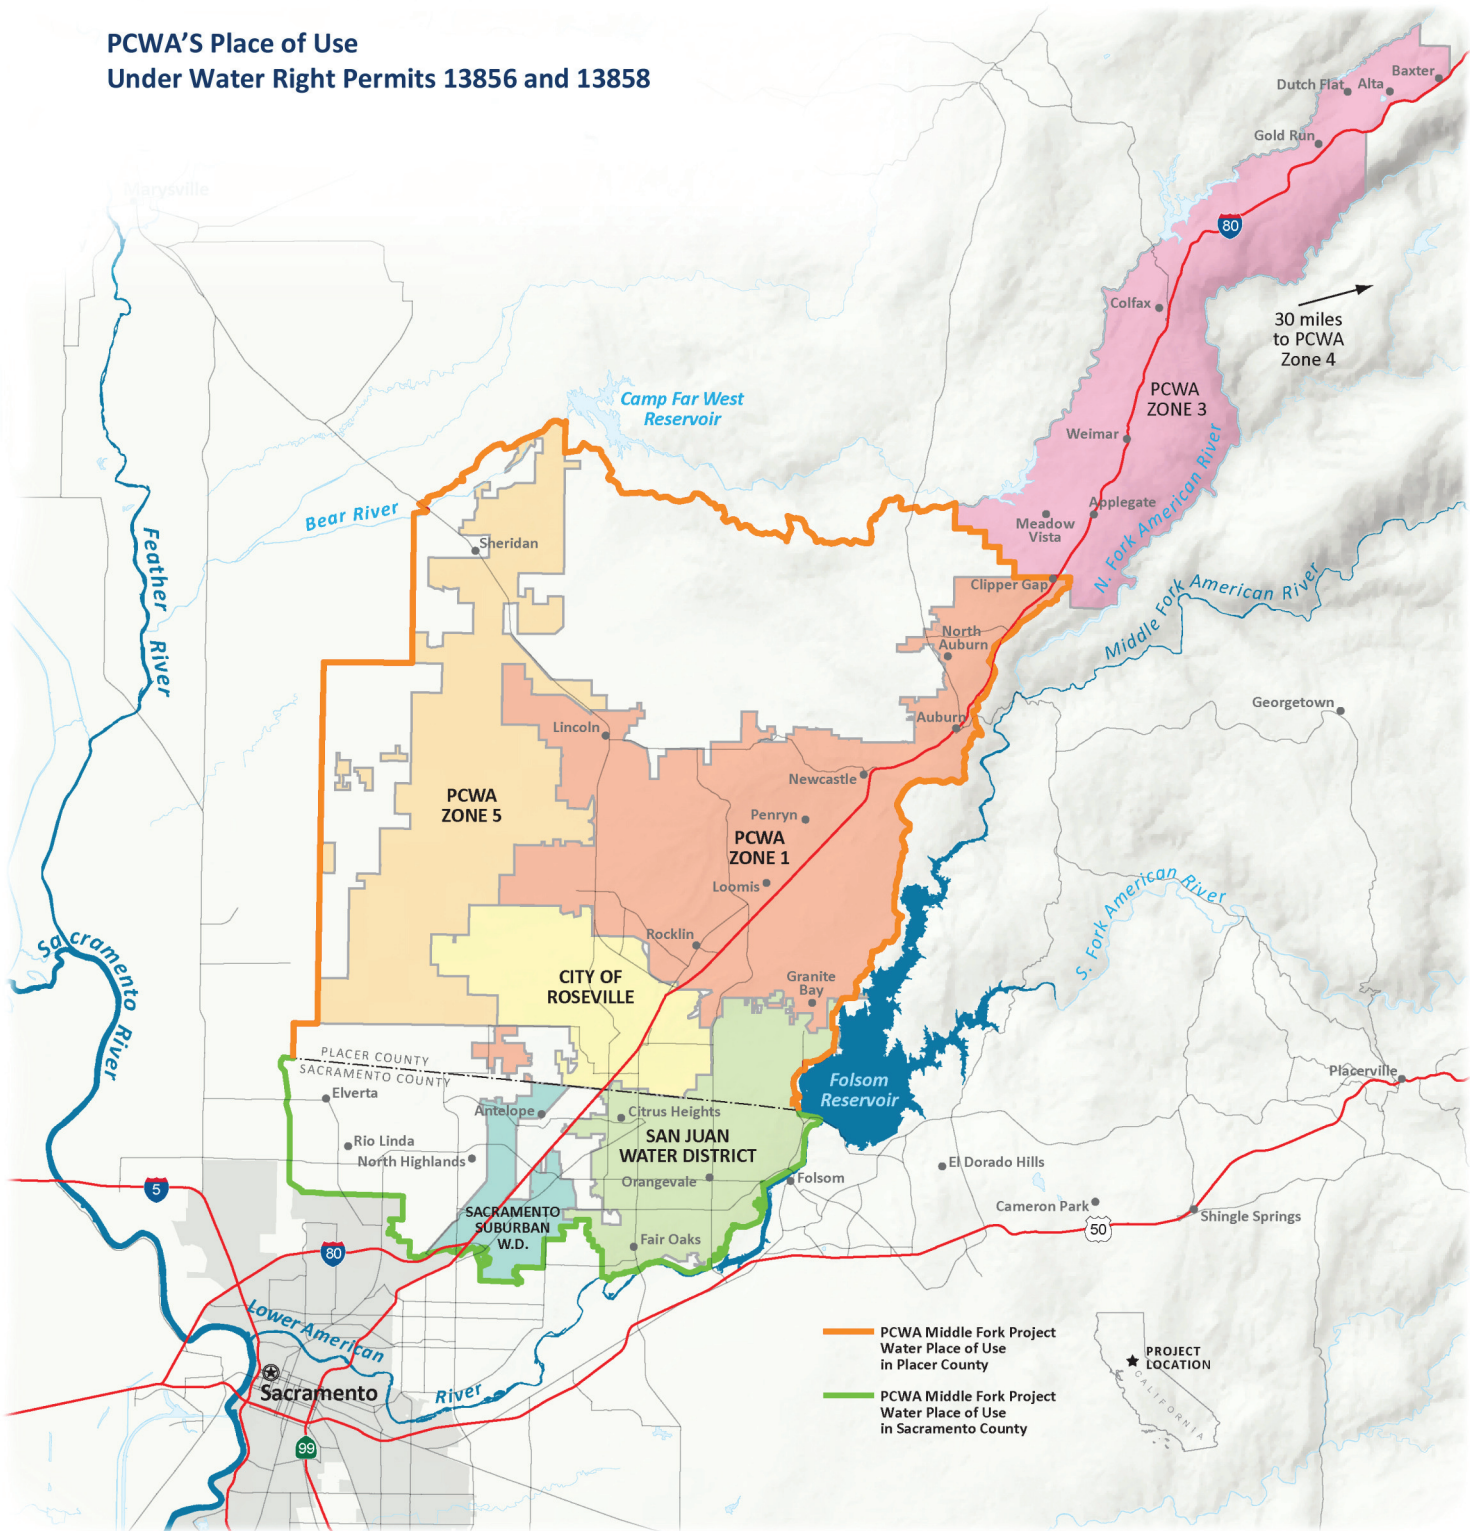 PCWA'S Place of Use
Under Water Right Permits 13856 and 13858
Marysville
Dutch Flat
Alta
Baxter
Gold Run
80
Colfax
30 miles
to PCWA
Zone 4
PCWA
ZONE 3
Camp Far West
Reservoir
Weimar
N. Fork American River
Applegate
Meadow
Vista
Bear River
Feather River
Sheridan
Clipper Gap
Middle Fork American River
North
Auburn
Georgetown
Lincoln
Auburn
Newcastle
PCWA
ZONE 5
Penryn
PCWA
ZONE 1
Loomis
S. Fork American River
Rocklin
Sacramento River
CITY OF
ROSEVILLE
Granite
Bay
PLACER COUNTY
SACRAMENTO COUNTY
Folsom
Reservoir
Placerville
Elverta
Antelope
Citrus Heights
SAN JUAN
WATER DISTRICT
Rio Linda
North Highlands
El Dorado Hills
Orangevale
Folsom
5
Cameron Park
SACRAMENTO
SUBURBAN
W.D.
Shingle Springs
50
Fair Oaks
80
Lower American River
PCWA Middle Fork Project
Water Place of Use
in Placer County
PROJECT
LOCATION
CALIFORNIA
Sacramento
PCWA Middle Fork Project
Water Place of Use
in Sacramento County
99